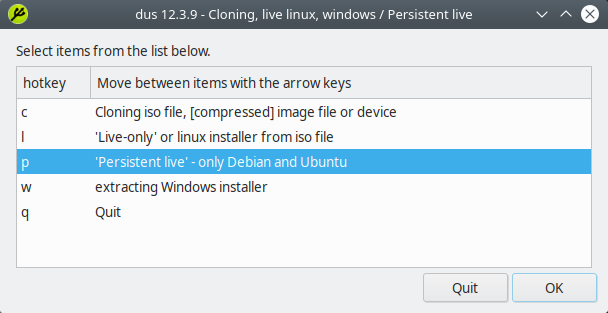 dus 12.3.9 - Cloning, live linux, windows / Persistent live
Select items from the list below.
hotkey Move between items with the arrow keys
c Cloning iso file, [compressed] image file or device
l 'Live-only' or linux installer from iso file
p 'Persistent live' - only Debian and Ubuntu
w extracting Windows installer
q Quit
Quit OK